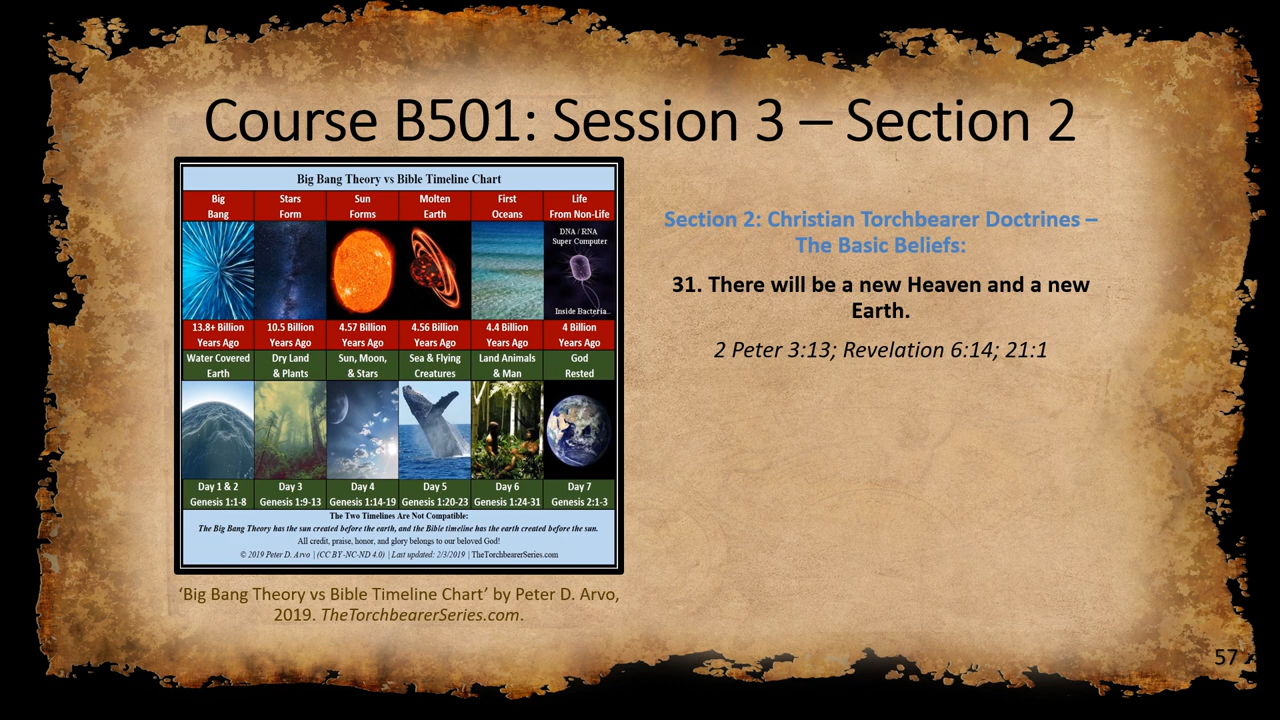 Course B501: Session 3 – Section 2
Big Bang Theory vs Bible Timeline Chart
Big Bang
Stars Form
Sun Forms
Molten Earth
First Oceans
Life From Non-Life
DNA / RNA
Super Computer
Inside Bacteria..
13.8+ Billion Years Ago
10.5 Billion Years Ago
4.57 Billion Years Ago
4.56 Billion Years Ago
4.4 Billion Years Ago
4 Billion Years Ago
Water Covered Earth
Dry Land & Plants
Sun, Moon, & Stars
Sea & Flying Creatures
Land Animals & Man
God Rested
Day 1 & 2 Genesis 1:1-8
Day 3 Genesis 1:9-13
Day 4 Genesis 1:14-19
Day 5 Genesis 1:20-23
Day 6 Genesis 1:24-31
Day 7 Genesis 2:1-3
The Two Timelines Are Not Compatible:
The Big Bang Theory has the sun created before the earth, and the Bible timeline has the earth created before the sun.
All credit, praise, honor, and glory belongs to our beloved God!
© 2019 Peter D. Arvo | (CC BY-NC-ND 4.0) | Last updated: 2/3/2019 | TheTorchbearerSeries.com
‘Big Bang Theory vs Bible Timeline Chart’ by Peter D. Arvo,
2019. TheTorchbearerSeries.com.
Section 2: Christian Torchbearer Doctrines –
The Basic Beliefs:
31. There will be a new Heaven and a new
Earth.
2 Peter 3:13; Revelation 6:14; 21:1
57